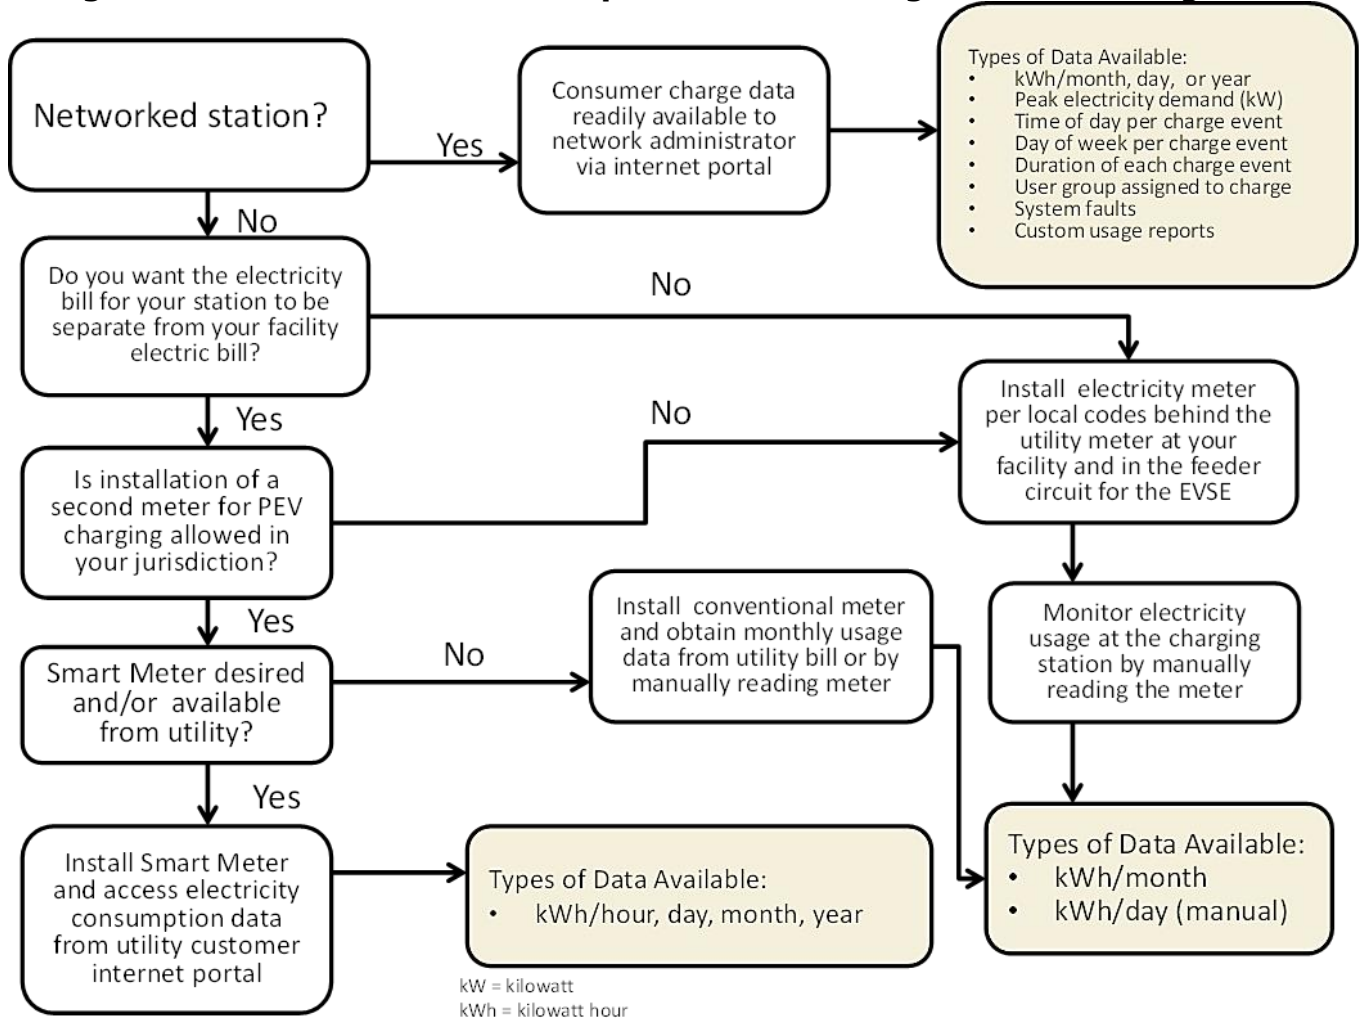 Networked station?
Yes
No
Consumer charge data
readily available to
network administrator
via internet portal
Types of Data Available:
• kWh/month, day, or year
• Peak electricity demand (kW)
• Time of day per charge event
• Day of week per charge event
• Duration of each charge event
• User group assigned to charge
• System faults
• Custom usage reports
Do you want the electricity
bill for your station to be
separate from your facility
electric bill?
No
Yes
Install electricity meter
per local codes behind the
utility meter at your
facility and in the feeder
circuit for the EVSE
Is installation of a
second meter for PEV
charging allowed in
your jurisdiction?
No
Yes
Monitor electricity
usage at the charging
station by manually
reading the meter
Smart Meter desired
and/or available
from utility?
No
Yes
Install conventional meter
and obtain monthly usage
data from utility bill or by
manually reading meter
Types of Data Available:
• kWh/month
• kWh/day (manual)
Install Smart Meter
and access electricity
consumption data
from utility customer
internet portal
Types of Data Available:
• kWh/hour, day, month, year
kW = kilowatt
kWh = kilowatt hour